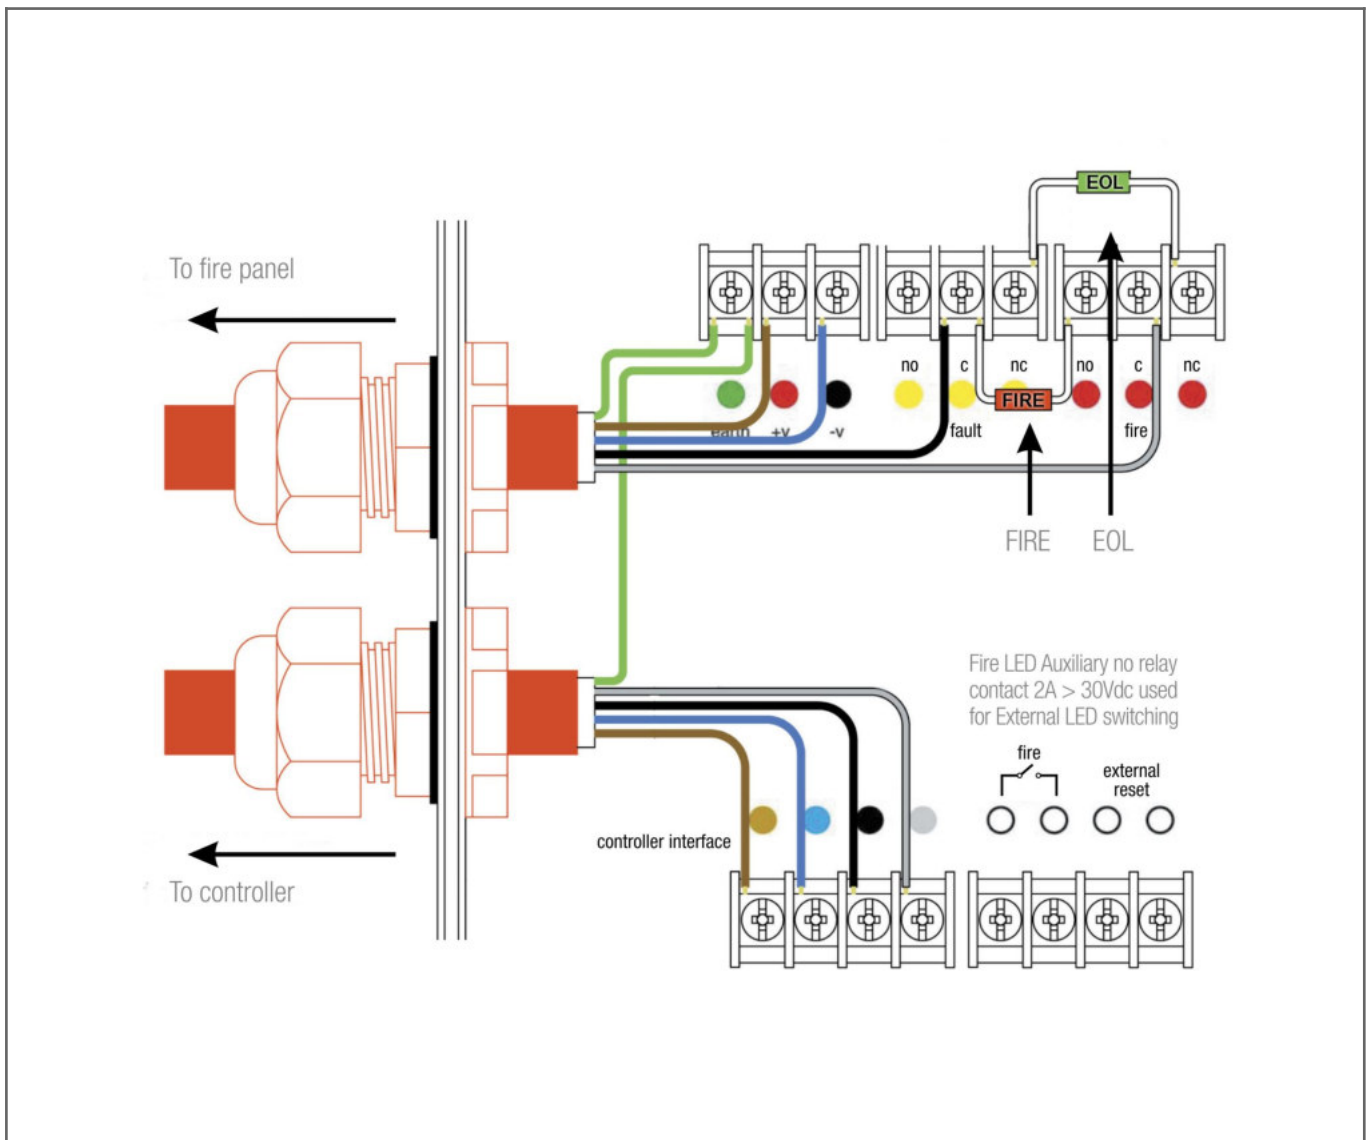 EOL
To fire panel
no c nc no c nc
FIRE
earth +v -v fault fire
FIRE EOL
Fire LED Auxiliary no relay
contact 2A > 30Vdc used
for External LED switching
fire
external
reset
controller interface
To controller